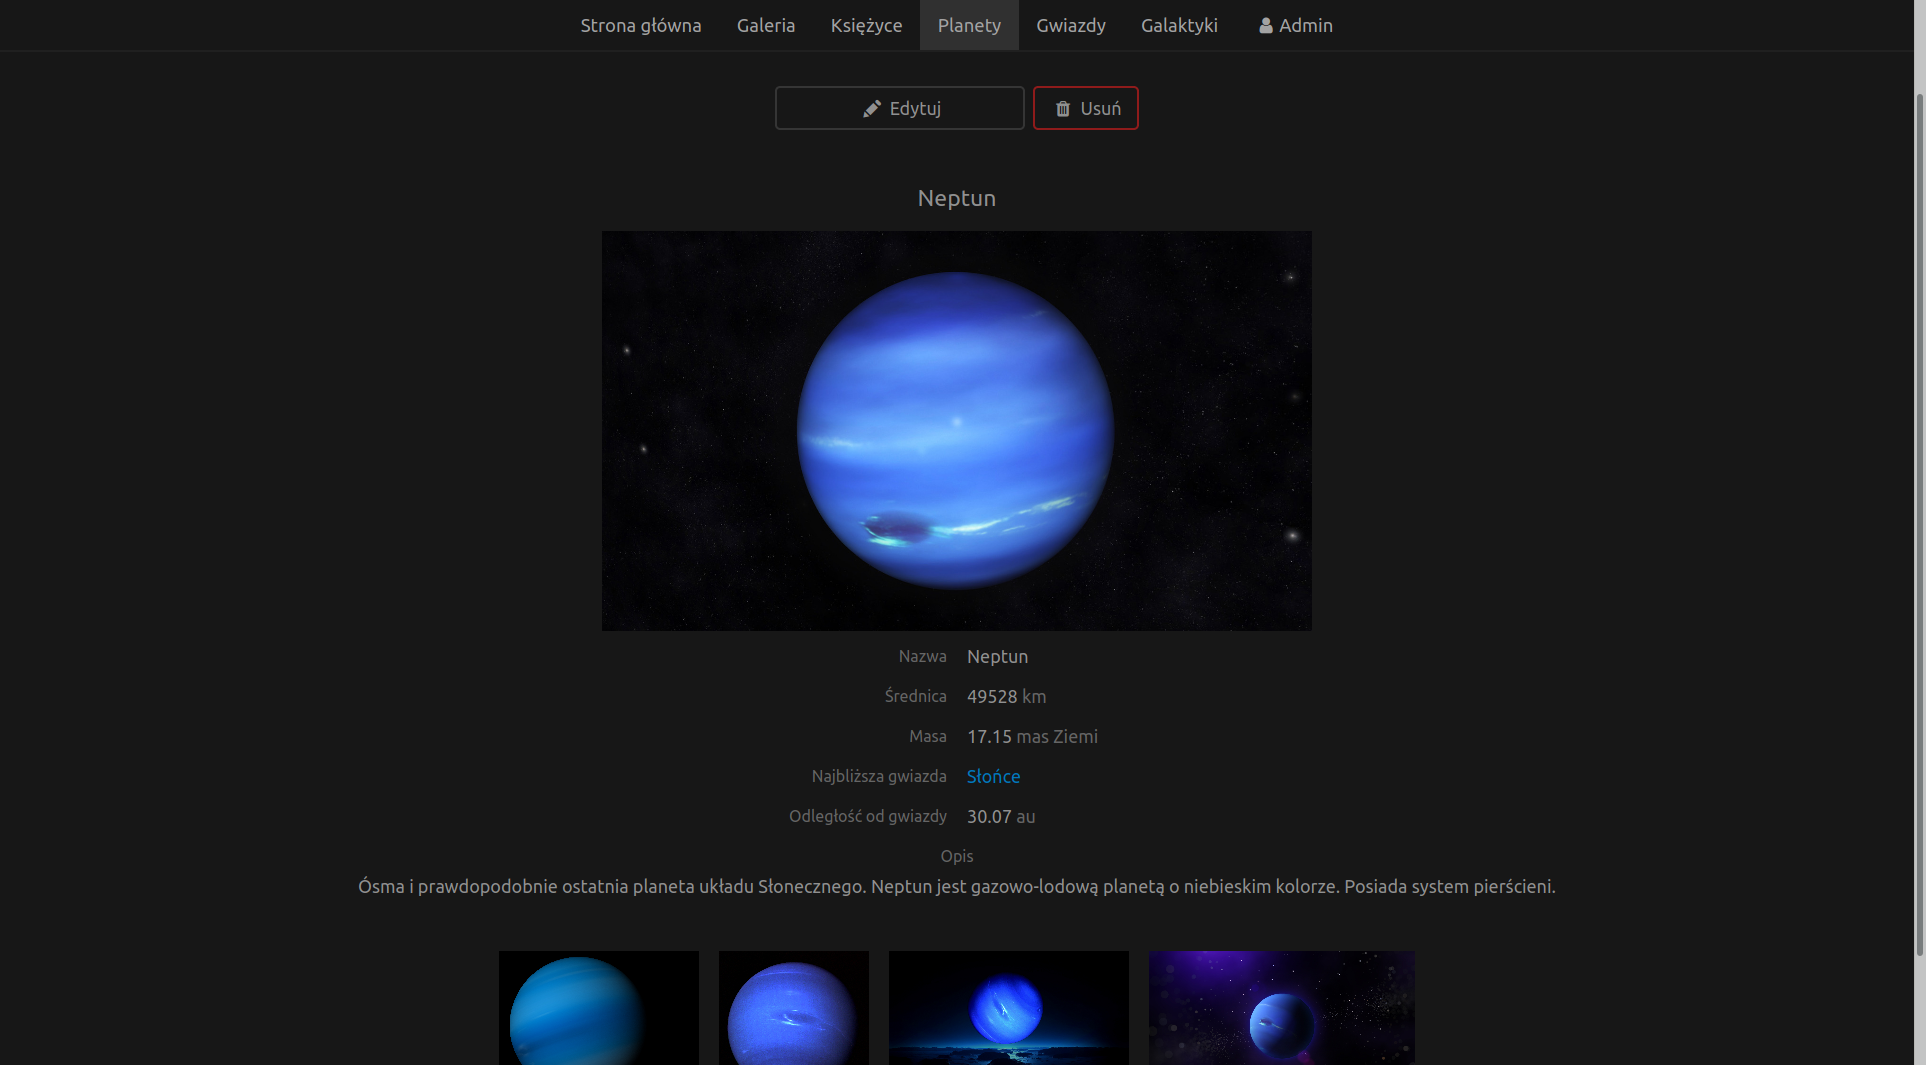 Strona główna Galeria Księżyce Planety Gwiazdy Galaktyki Admin
Edytuj Usuń
Neptun
Nazwa Neptun
Średnica 49528 km
Masa 17.15 mas Ziemi
Najbliższa gwiazda Słońce
Odległość od gwiazdy 30.07 au
Opis
Ósma i prawdopodobnie ostatnia planeta układu Słonecznego. Neptun jest gazowo-lodową planetą o niebieskim kolorze. Posiada system pierścieni.